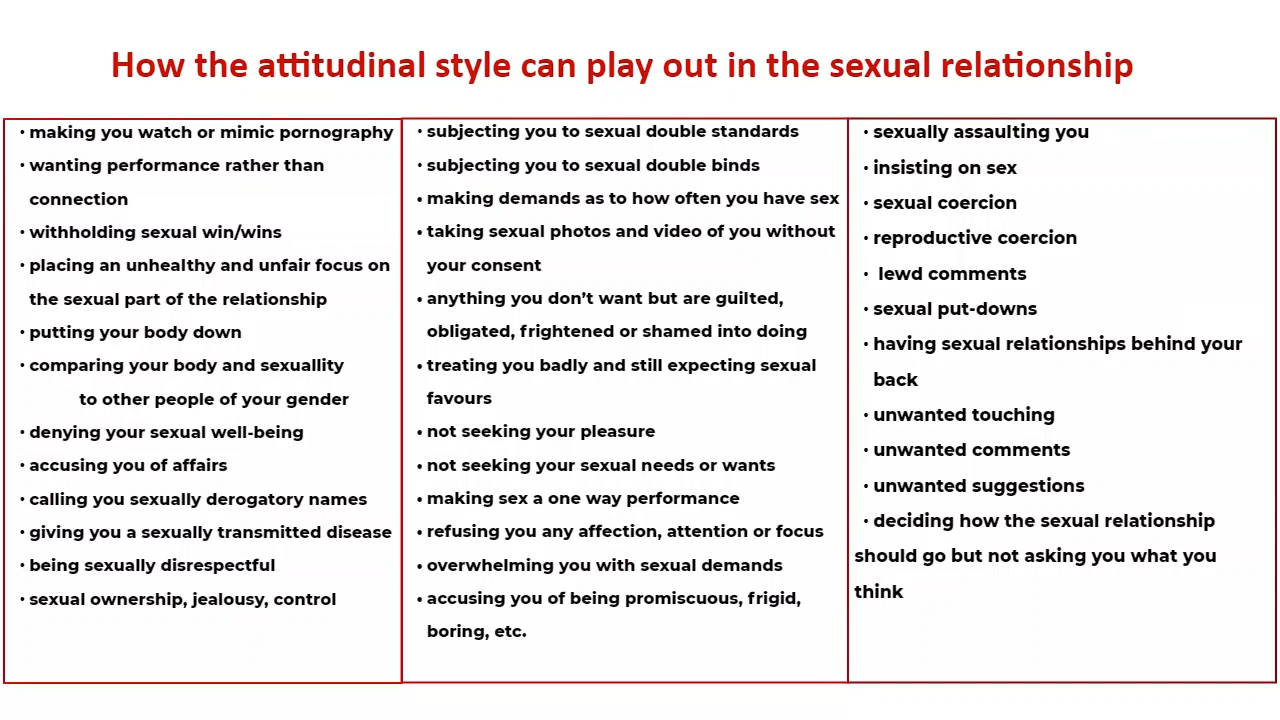 How the attitudinal style can play out in the sexual relationship
• making you watch or mimic pornography
• wanting performance rather than
connection
• withholding sexual win/wins
• placing an unhealthy and unfair focus on
the sexual part of the relationship
• putting your body down
• comparing your body and sexuallity
to other people of your gender
• denying your sexual well-being
• accusing you of affairs
• calling you sexually derogatory names
• giving you a sexually transmitted disease
• being sexually disrespectful
• sexual ownership, jealousy, control
• subjecting you to sexual double standards
• subjecting you to sexual double binds
• making demands as to how often you have sex
• taking sexual photos and video of you without
your consent
• anything you don’t want but are guilted,
obligated, frightened or shamed into doing
• treating you badly and still expecting sexual
favours
• not seeking your pleasure
• not seeking your sexual needs or wants
• making sex a one way performance
• refusing you any affection, attention or focus
• overwhelming you with sexual demands
• accusing you of being promiscuous, frigid,
boring, etc.
• sexually assaulting you
• insisting on sex
• sexual coercion
• reproductive coercion
• lewd comments
• sexual put-downs
• having sexual relationships behind your
back
• unwanted touching
• unwanted comments
• unwanted suggestions
• deciding how the sexual relationship
should go but not asking you what you
think